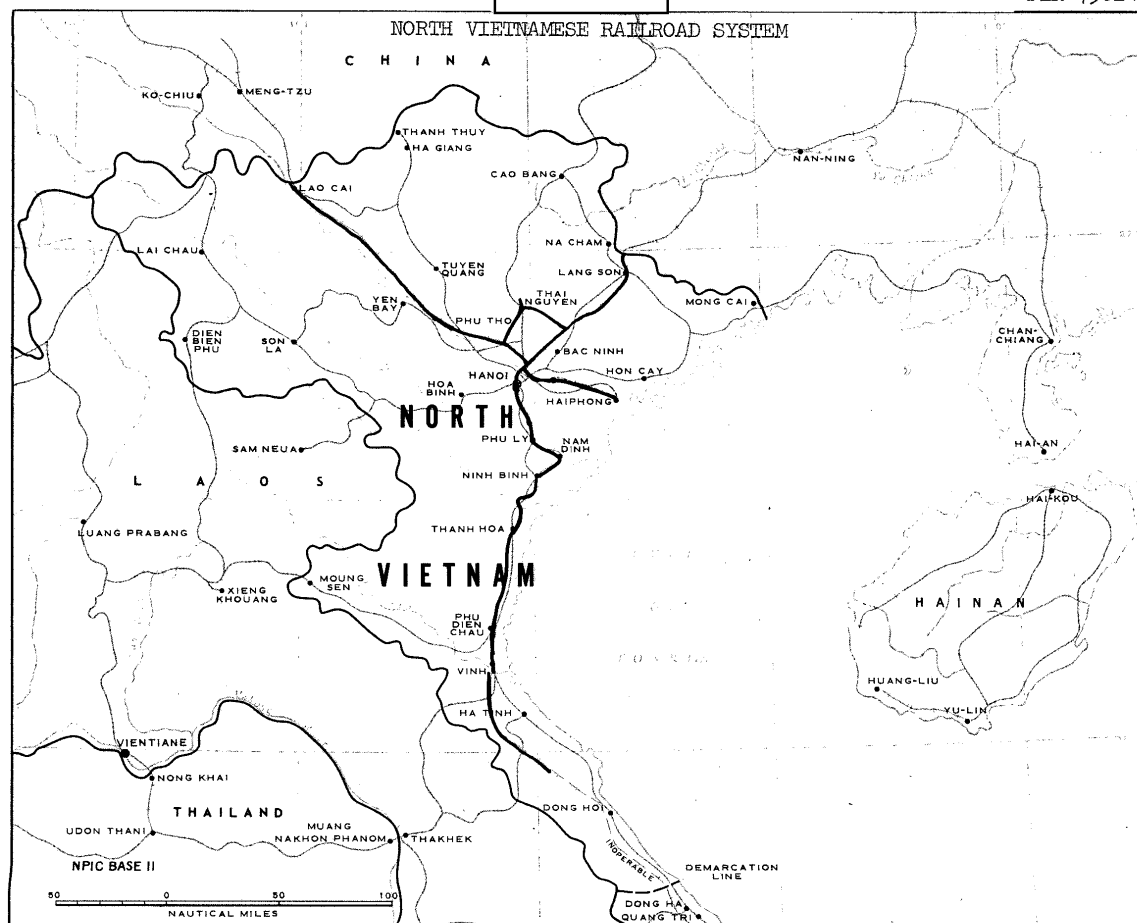 NORTH VIETNAMESE RAILROAD SYSTEM
CHINA
KO-CHIU
MENG-TZU
THANH THUY
HA GIANG
CAO BANG
NAN-NING
LAO CAI
LAI CHAU
NA CHAM
TUYEN
QUANG
LANG SON
THAI
NGUYEN
YEN
BAY
MONG CAI
PHU THO
DIEN
BIEN
PHU
SON
LA
CHAN-
CHIANG
BAC NINH
HANOI
HON CAY
HOA
BINH
HAIPHONG
NORTH
PHU LY
NAM
DINH
HAI-AN
SAM NEUA
NINH BINH
LAOS
HAI-KOU
LUANG PRABANG
THANH HOA
VIETNAM
MOUNG
SEN
XIENG
KHOUANG
HAINAN
PHU
DIEN
CHAU
VINH
HUANG-LIU
HA TINH
YU-LIN
VIENTIANE
NONG KHAI
THAILAND
DONG HOI
UDON THANI
MUANG
NAKHON PHANOM
THAKHEK
INOPERABLE
NPIC BASE II
DEMARCATION
LINE
50 0 100
NAUTICAL MILES
DONG HA
QUANG TRI